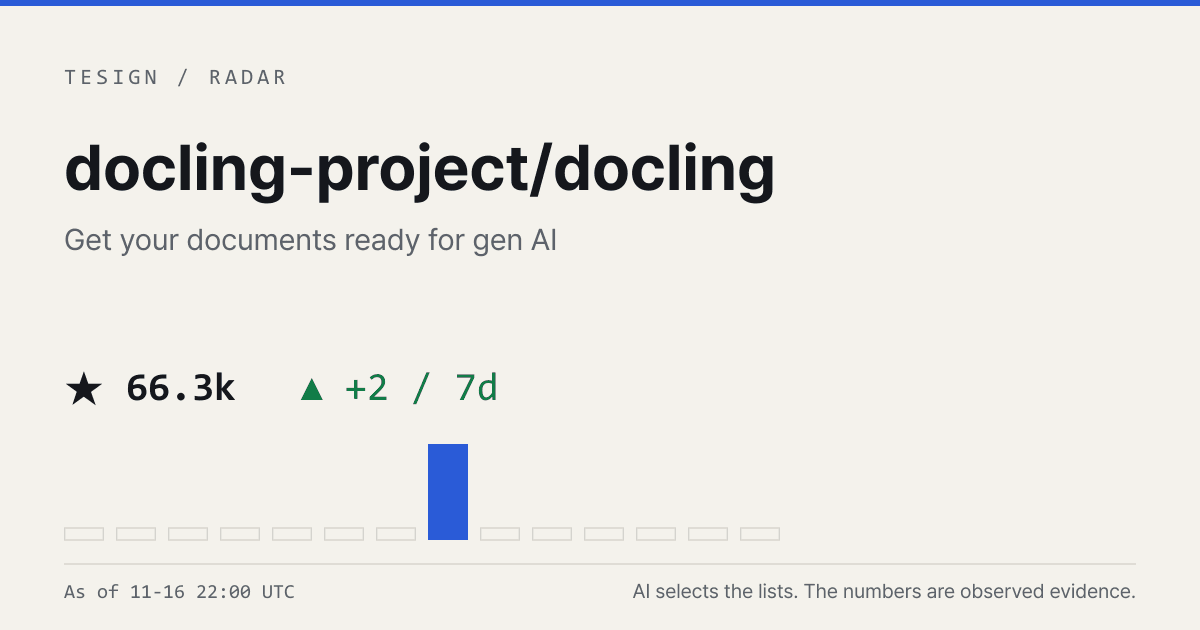 TESIGN / RADAR
docling-project/docling
Get your documents ready for gen AI
★ 66.3k ▲ +2 / 7d
As of 11-16 22:00 UTC
AI selects the lists. The numbers are observed evidence.